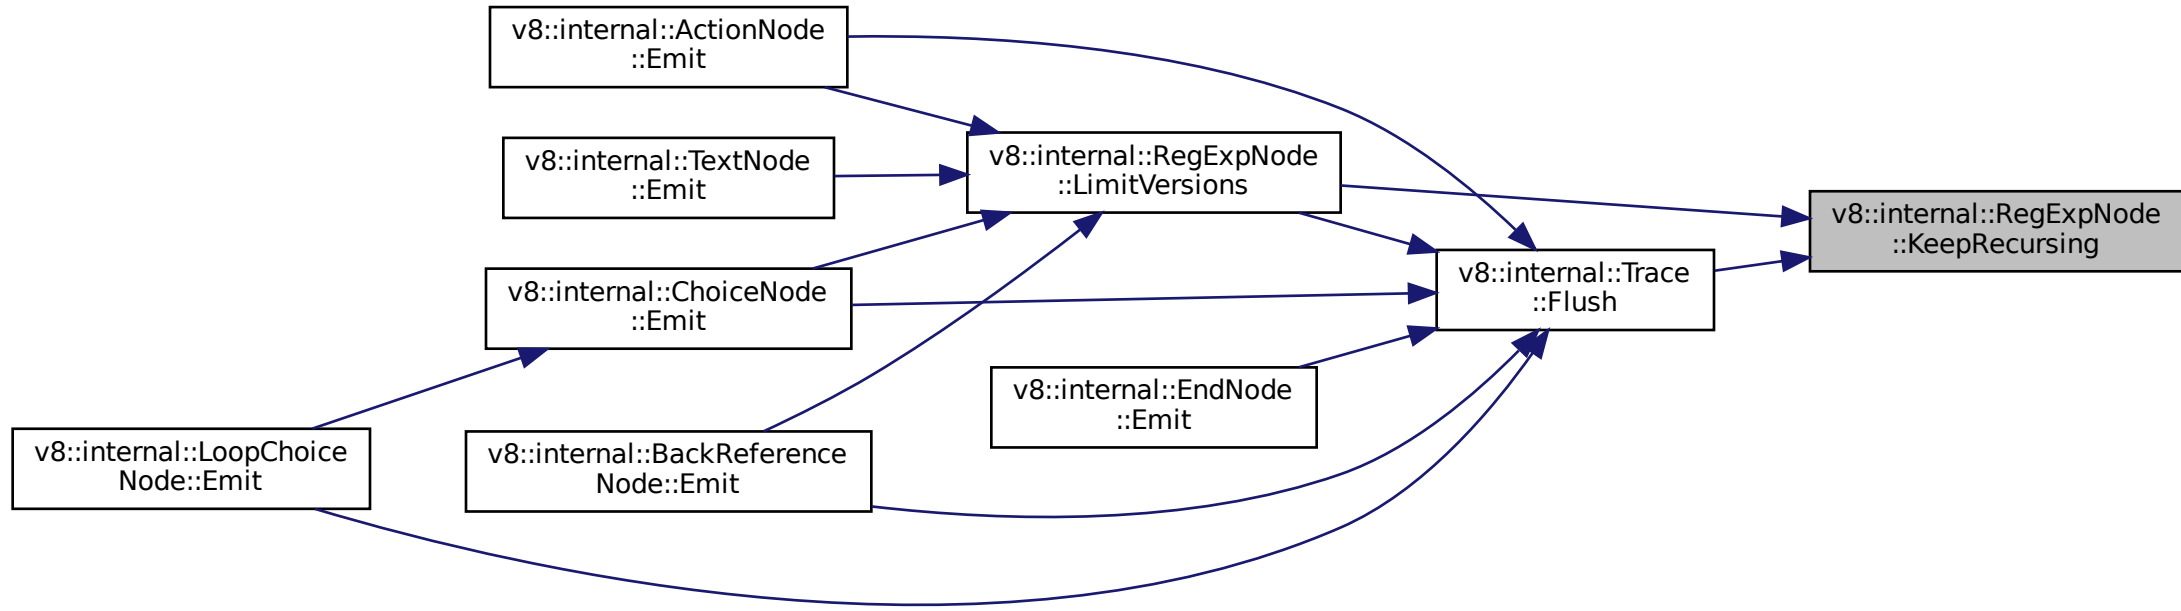 v8::internal::ActionNode
::Emit
v8::internal::TextNode
::Emit
v8::internal::RegExpNode
::LimitVersions
v8::internal::RegExpNode
::KeepRecursing
v8::internal::Trace
::Flush
v8::internal::ChoiceNode
::Emit
v8::internal::EndNode
::Emit
v8::internal::LoopChoice
Node::Emit
v8::internal::BackReference
Node::Emit